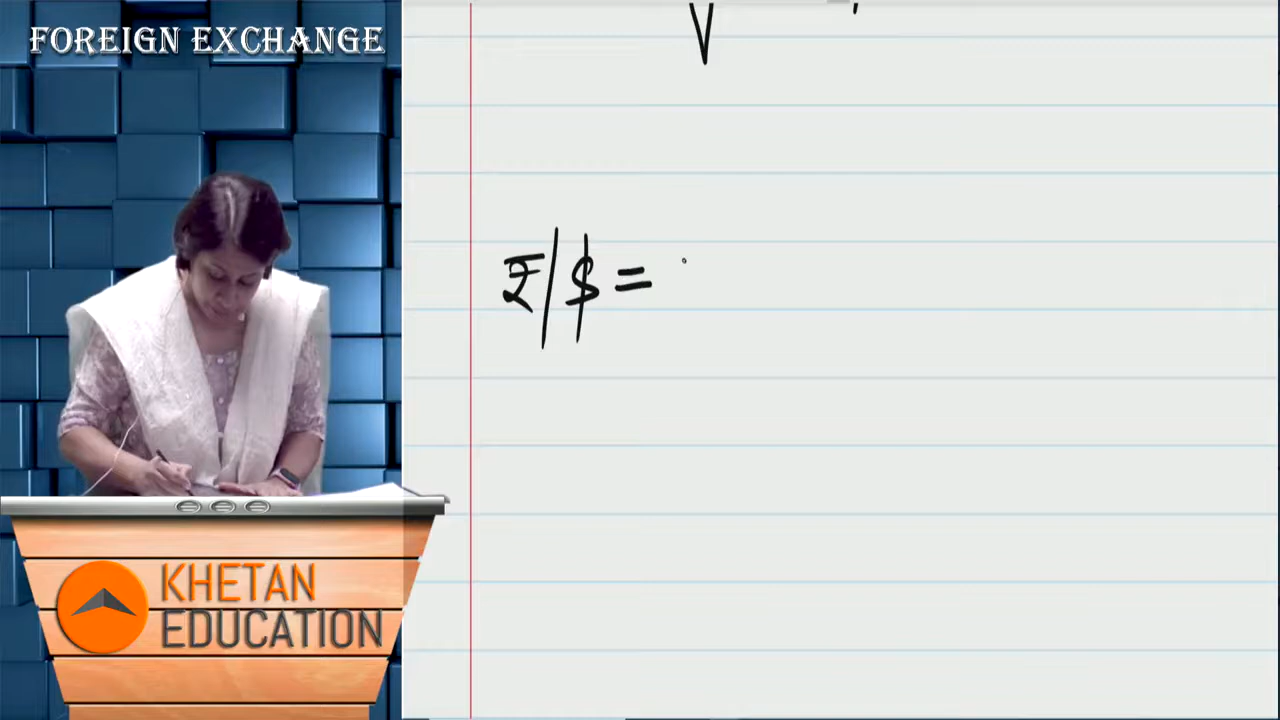 FOREIGN EXCHANGE
₹/$ =
KHETAN
EDUCATION